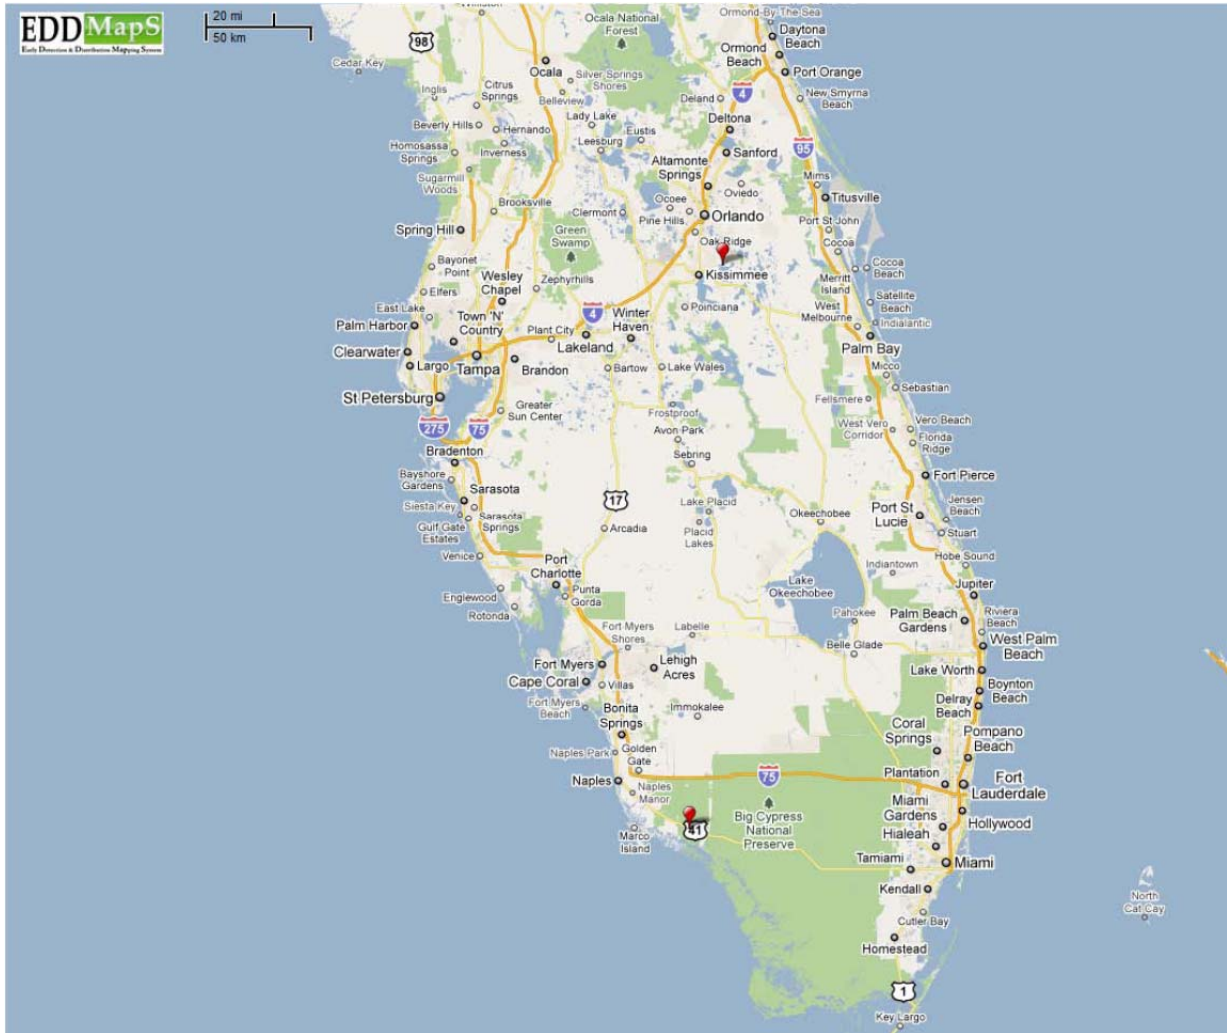 EDD MapS
Early Detection & Distribution Mapping System
20 mi
50 km
98
Williston
Ocala National
Forest
Ormond-By The Sea
Daytona
Beach
Ormond
Beach
Port Orange
Cedar Key
Ocala
Silver Springs
Shores
Inglis
Citrus
Springs
Belleview
Deland
4
New Smyrna
Beach
Beverly Hills
Hernando
Lady Lake
Eustis
Deltona
Homosassa
Springs
Inverness
Leesburg
Sanford
95
Sugarmill
Woods
Altamonte
Springs
Mims
Brooksville
Clermont
Ocoee
Oviedo
Titusville
Pine Hills
Orlando
Port St John
Spring Hill
Green
Swamp
Oak Ridge
Cocoa
Bayonet
Point
Wesley
Chapel
Zephyrhills
Kissimmee
Merritt
Island
Cocoa
Beach
Elfers
Poinciana
Satellite
Beach
East Lake
Town 'N'
Country
4
Winter
Haven
West
Melbourne
Indialantic
Palm Harbor
Plant City
Lakeland
Palm Bay
Clearwater
Largo
Tampa
Brandon
Bartow
Lake Wales
Micco
Sebastian
St Petersburg
Greater
Sun Center
Frostproof
Fellsmere
275
75
Avon Park
West Vero
Corridor
Vero Beach
Florida
Ridge
Bradenton
Sebring
Bayshore
Gardens
Fort Pierce
Sarasota
17
Lake Placid
Siesta Key
Sarasota
Springs
Gulf Gate
Estates
Arcadia
Placid
Lakes
Okeechobee
Port St
Lucie
Jensen
Beach
Stuart
Venice
Port
Charlotte
Hobe Sound
Indiantown
Lake
Okeechobee
Englewood
Punta
Gorda
Jupiter
Rotonda
Pahokee
Palm Beach
Gardens
Riviera
Beach
Fort Myers
Shores
Labelle
Belle Glade
West Palm
Beach
Fort Myers
Lehigh
Acres
Lake Worth
Cape Coral
Villas
Boynton
Beach
Fort Myers
Beach
Bonita
Springs
Immokalee
Delray
Beach
Coral
Springs
Pompano
Beach
Naples Park
Golden
Gate
75
Plantation
Fort
Lauderdale
Naples
Naples
Manor
Miami
Gardens
Marco
Island
41
Big Cypress
National
Preserve
Hollywood
Hialeah
Tamiami
Miami
Kendall
North
Cat Cay
Cutler Bay
Homestead
1
Key Largo